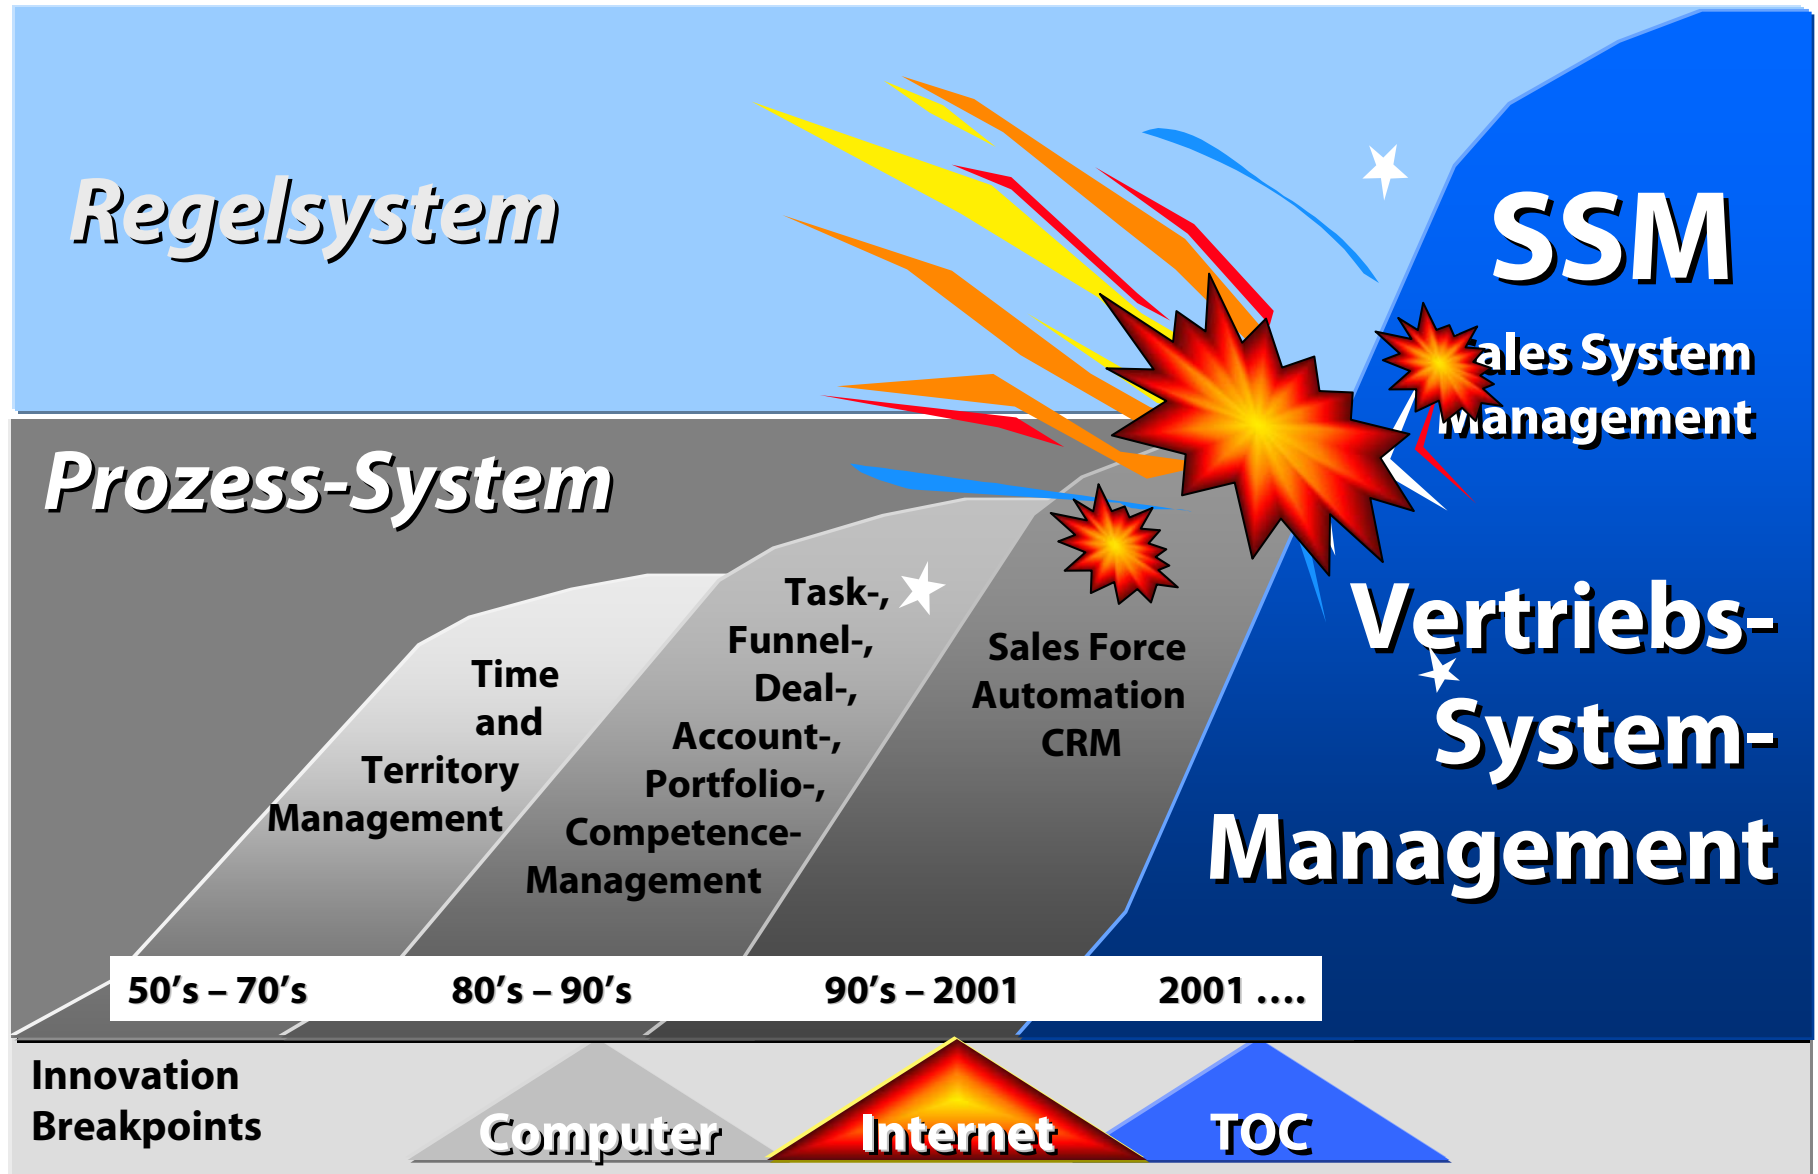 Regelsystem
SSM
ales System
Management
Prozess-System
Time
and
Territory
Management
Task-,
Funnel-,
Deal-,
Account-,
Portfolio-,
Competence-
Management
Sales Force
Automation
CRM
Vertriebs-
System-
Management
50’s – 70’s
80’s – 90’s
90’s – 2001
2001 ....
Innovation
Breakpoints
Computer
Internet
TOC